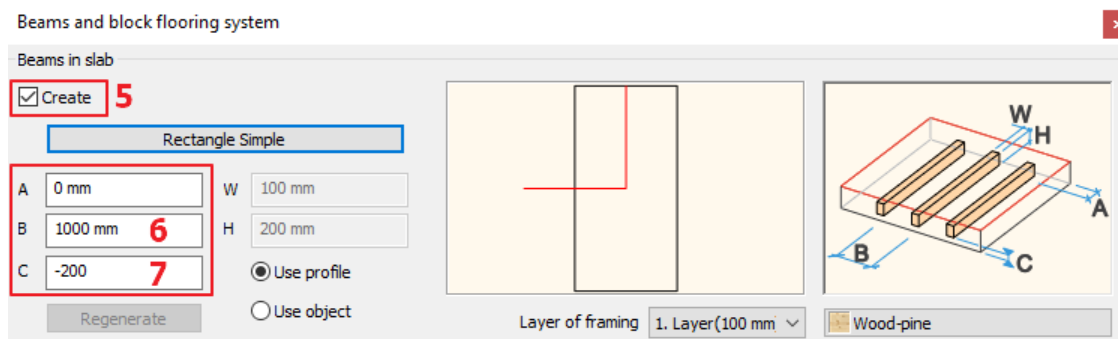 Beams and block flooring system
x
Beams in slab
Create 5
Rectangle Simple
A 0 mm W 100 mm
B 1000 mm 6 H 200 mm
C -200 7 Use profile
Regenerate Use object
Layer of framing 1. Layer(100 mm Wood-pine
W
H
A
B
C